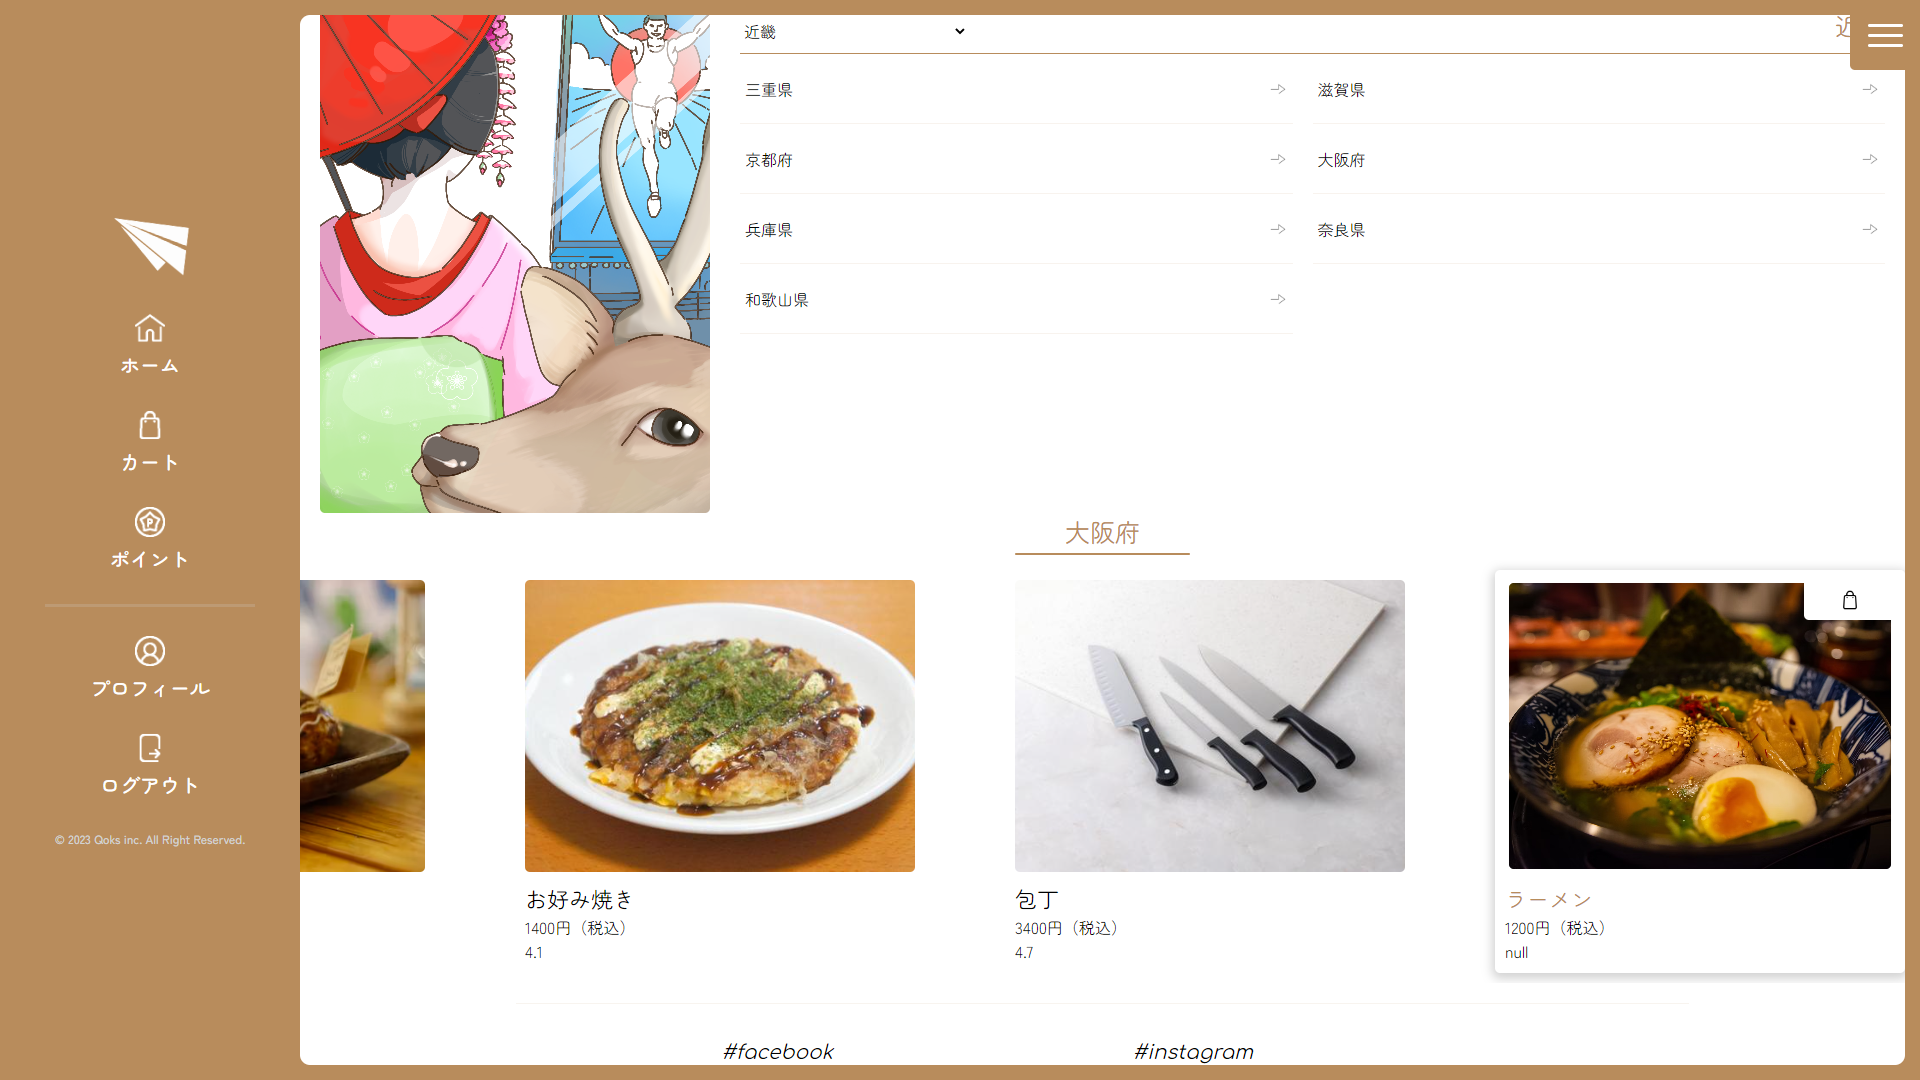 ホーム
カート
ポイント
プロフィール
ログアウト
© 2023 Qoks inc. All Right Reserved.
近畿
三重県
滋賀県
京都府
大阪府
兵庫県
奈良県
和歌山県
大阪府
お好み焼き
1400円（税込）
4.1
包丁
3400円（税込）
4.7
ラーメン
1200円（税込）
null
#facebook
#instagram